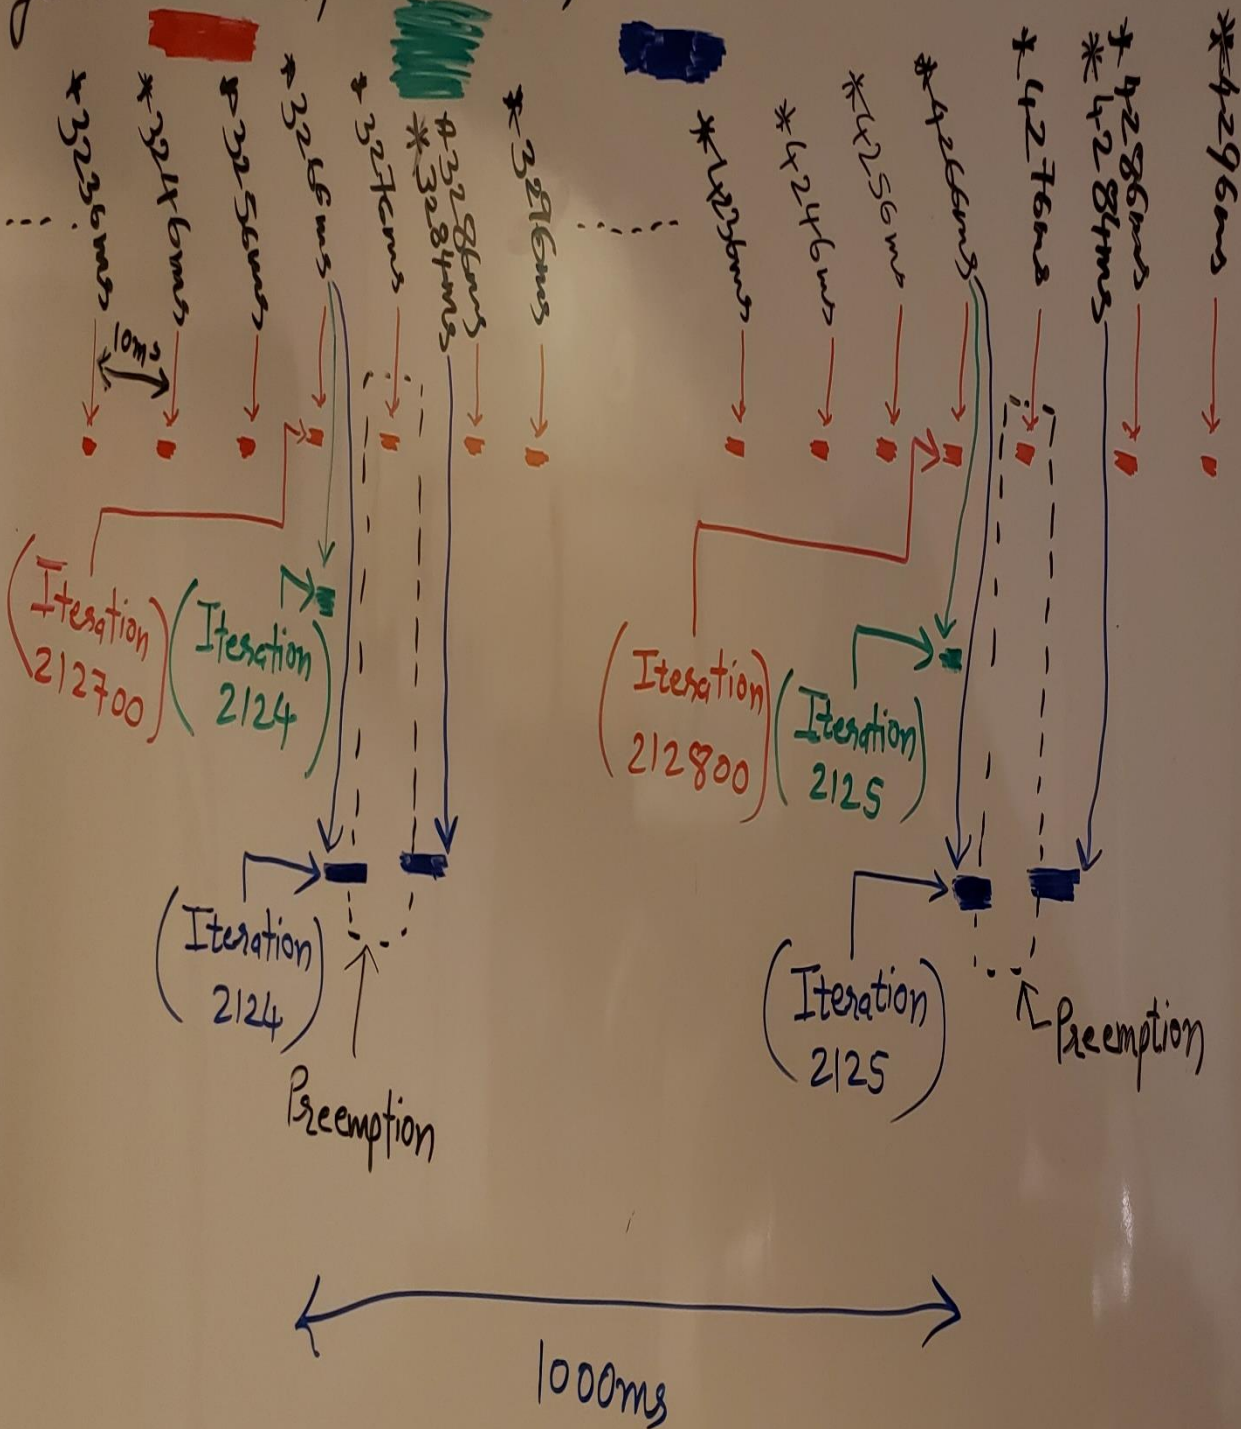 *3236ms
*3246ms
*3256ms
*3266ms
*3276ms
*3286ms
*3284ms
*3296ms
*4236ms
*4246ms
*4256ms
*4266ms
*4276ms
*4286ms
*4284ms
*4296ms
10ms
(Iteration
212700)
(Iteration
2124)
(Iteration
212800)
(Iteration
2125)
(Iteration
2124)
(Iteration
2125)
Preemption
Preemption
1000ms